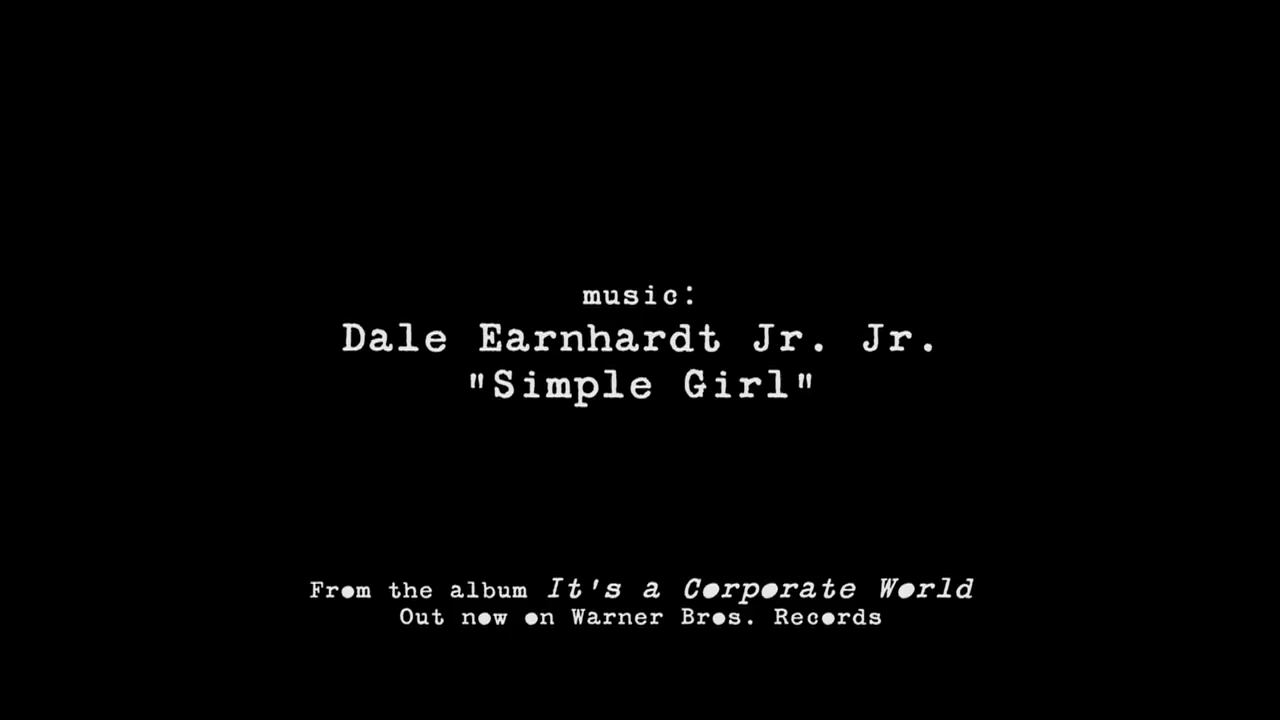 music:
Dale Earnhardt Jr. Jr.
"Simple Girl"
From the album It's a Corporate World
Out now on Warner Bros. Records